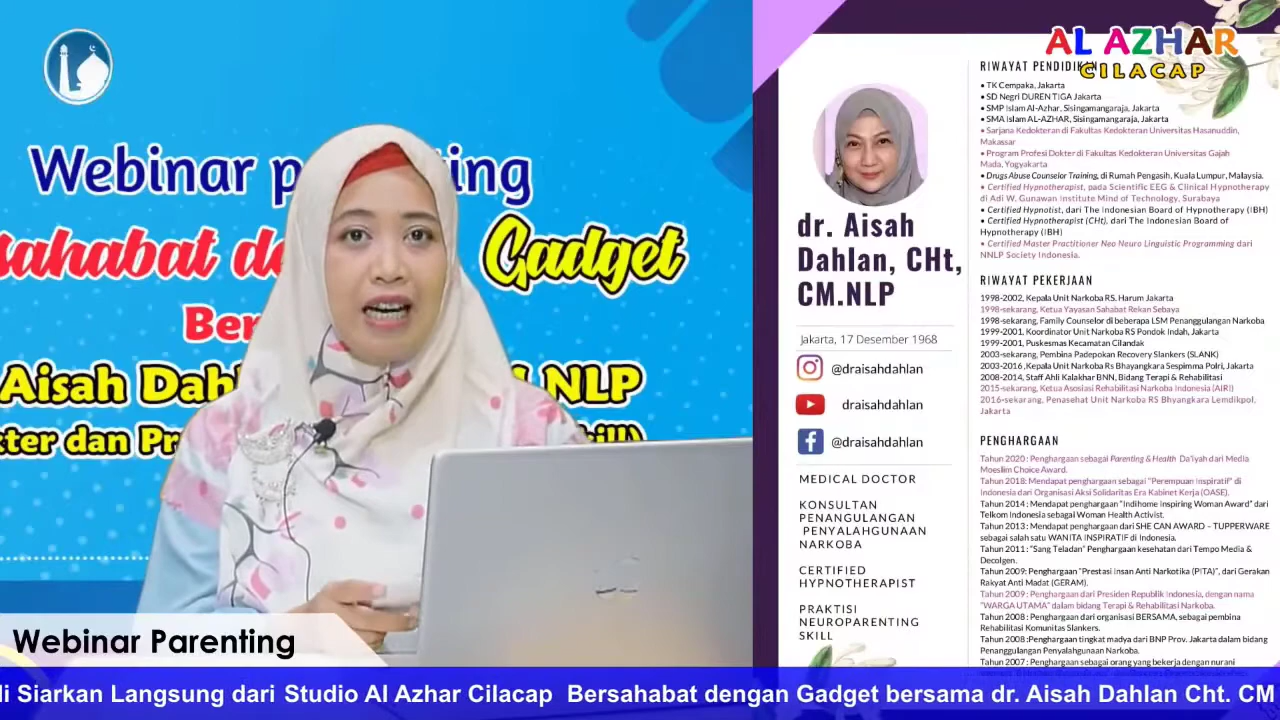 Webinar p
ing
sahabat de
Gadget
Ber
Aisah Dahl
NLP
kter dan Pr
kill)
Webinar Parenting
di Siarkan Langsung dari Studio Al Azhar Cilacap Bersahabat dengan Gadget bersama dr. Aisah Dahlan Cht. CM
AL AZHAR
CILACAP
dr. Aisah
Dahlan, CHt,
CM.NLP
Jakarta, 17 Desember 1968
@draisahdahlan
draisahdahlan
@draisahdahlan
MEDICAL DOCTOR
KONSULTAN
PENANGULANGAN
PENYALAHGUNAAN
NARKOBA
CERTIFIED
HYPNOTHERAPIST
PRAKTISI
NEUROPARENTING
SKILL
RIWAYAT PENDIDIKAN
• TK Cempaka, Jakarta
• SD Negri DUREN TIGA Jakarta
• SMP Islam Al-Azhar, Sisingamangaraja, Jakarta
• SMA Islam AL-AZHAR, Sisingamangaraja, Jakarta
• Sarjana Kedokteran di Fakultas Kedokteran Universitas Hasanuddin,
Makassar
• Program Profesi Dokter di Fakultas Kedokteran Universitas Gajah
Mada, Yogyakarta
• Drugs Abuse Counselor Training, di Rumah Pengasih, Kuala Lumpur, Malaysia.
• Certified Hypnotherapist, pada Scientific EEG & Clinical Hypnotherapy
di Adi W. Gunawan Institute Mind of Technology, Surabaya
• Certified Hypnotist, dari The Indonesian Board of Hypnotherapy (IBH)
• Certified Hypnotherapist (CHt), dari The Indonesian Board of
Hypnotherapy (IBH)
• Certified Master Practitioner Neo Neuro Linguistic Programming dari
NNLP Society Indonesia.
RIWAYAT PEKERJAAN
1998-2002, Kepala Unit Narkoba RS. Harum Jakarta
1998-sekarang, Ketua Yayasan Sahabat Rekan Sebaya
1998-sekarang, Family Counselor di beberapa LSM Penanggulangan Narkoba
1999-2001, Koordinator Unit Narkoba RS Pondok Indah, Jakarta
1999-2001, Puskesmas Kecamatan Cilandak
2003-sekarang, Pembina Padepokan Recovery Slankers (SLANK)
2003-2016 ,Kepala Unit Narkoba Rs Bhayangkara Sespimma Polri, Jakarta
2008-2014, Staff Ahli Kalakhar BNN, Bidang Terapi & Rehabilitasi
2015-sekarang, Ketua Asosiasi Rehabilitasi Narkoba Indonesia (AIRI)
2016-sekarang, Penasehat Unit Narkoba RS Bhyangkara Lemdikpol,
Jakarta
PENGHARGAAN
Tahun 2020 : Penghargaan sebagai Parenting & Health Da'iyah dari Media
Moeslim Choice Award.
Tahun 2018: Mendapat penghargaan sebagai "Perempuan Inspiratif" di
Indonesia dari Organisasi Aksi Solidaritas Era Kabinet Kerja (OASE).
Tahun 2014 : Mendapat penghargaan "Indihome Inspiring Woman Award" dari
Telkom Indonesia sebagai Woman Health Activist.
Tahun 2013 : Mendapat penghargaan dari SHE CAN AWARD – TUPPERWARE
sebagai salah satu WANITA INSPIRATIF di Indonesia.
Tahun 2011 : "Sang Teladan" Penghargaan kesehatan dari Tempo Media &
Decolgen.
Tahun 2009: Penghargaan "Prestasi Insan Anti Narkotika (PITA)", dari Gerakan
Rakyat Anti Madat (GERAM).
Tahun 2009 : Penghargaan dari Presiden Republik Indonesia, dengan nama
"WARGA UTAMA" dalam bidang Terapi & Rehabilitasi Narkoba.
Tahun 2008 : Penghargaan dari organisasi BERSAMA, sebagai pembina
Rehabilitasi Komunitas Slankers.
Tahun 2008 :Penghargaan tingkat madya dari BNP Prov. Jakarta dalam bidang
Penanggulangan Penyalahgunaan Narkoba.
Tahun 2007 : Penghargaan sebagai orang yang bekerja dengan nurani